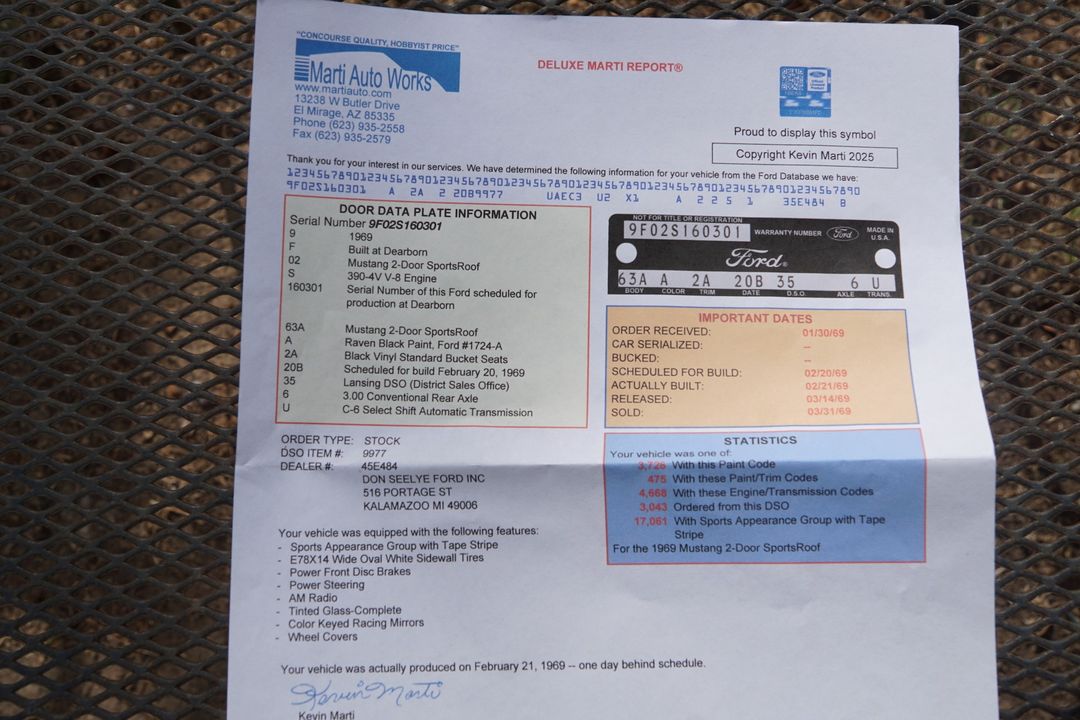 "CONCOURSE QUALITY, HOBBYIST PRICE"
Marti Auto Works
www.martiauto.com
13238 W Butler Drive
El Mirage, AZ 85335
Phone (623) 935-2558
Fax (623) 935-2579
DELUXE MARTI REPORT®
Proud to display this symbol
Copyright Kevin Marti 2025
Thank you for your interest in our services. We have determined the following information for your vehicle from the Ford Database we have:
12345678901234567890123456789012345678901234567890123456789012345678901234567890
9F02S160301 A 2A 2 20B9977 UAEC3 U2 X1 A 2 2 5 1 35E484 B
DOOR DATA PLATE INFORMATION
Serial Number 9F02S160301
9 1969
F Built at Dearborn
02 Mustang 2-Door SportsRoof
S 390-4V V-8 Engine
160301 Serial Number of this Ford scheduled for
production at Dearborn
63A Mustang 2-Door SportsRoof
A Raven Black Paint, Ford #1724-A
2A Black Vinyl Standard Bucket Seats
20B Scheduled for build February 20, 1969
35 Lansing DSO (District Sales Office)
6 3.00 Conventional Rear Axle
U C-6 Select Shift Automatic Transmission
NOT FOR TITLE OR REGISTRATION
9F02S160301 WARRANTY NUMBER Ford MADE IN
U.S.A.
Ford®
63A A 2A 20B 35 6 U
BODY COLOR TRIM DATE D.S.O. AXLE TRANS.
IMPORTANT DATES
ORDER RECEIVED: 01/30/69
CAR SERIALIZED: --
BUCKED: --
SCHEDULED FOR BUILD: 02/20/69
ACTUALLY BUILT: 02/21/69
RELEASED: 03/14/69
SOLD: 03/31/69
ORDER TYPE: STOCK
DSO ITEM #: 9977
DEALER #: 45E484
DON SEELYE FORD INC
516 PORTAGE ST
KALAMAZOO MI 49006
STATISTICS
Your vehicle was one of:
3,726 With this Paint Code
475 With these Paint/Trim Codes
4,668 With these Engine/Transmission Codes
3,043 Ordered from this DSO
17,061 With Sports Appearance Group with Tape
Stripe
For the 1969 Mustang 2-Door SportsRoof
Your vehicle was equipped with the following features:
- Sports Appearance Group with Tape Stripe
- E78X14 Wide Oval White Sidewall Tires
- Power Front Disc Brakes
- Power Steering
- AM Radio
- Tinted Glass-Complete
- Color Keyed Racing Mirrors
- Wheel Covers
Your vehicle was actually produced on February 21, 1969 -- one day behind schedule.
Kevin Marti
Kevin Marti